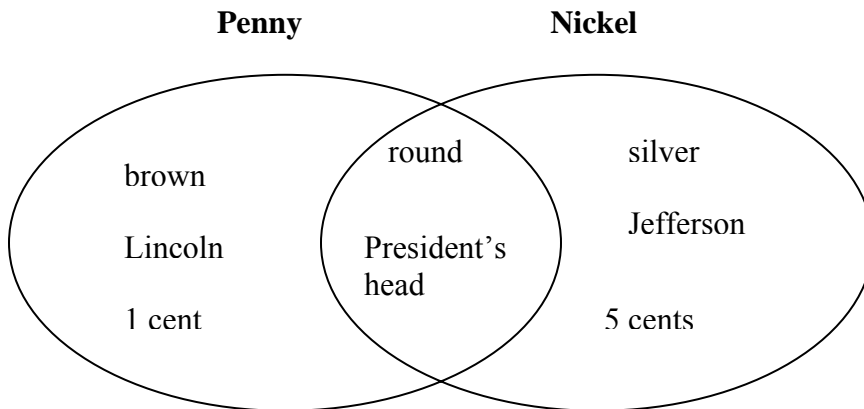 Penny Nickel
round silver
brown
Jefferson
Lincoln President’s
head
1 cent 5 cents